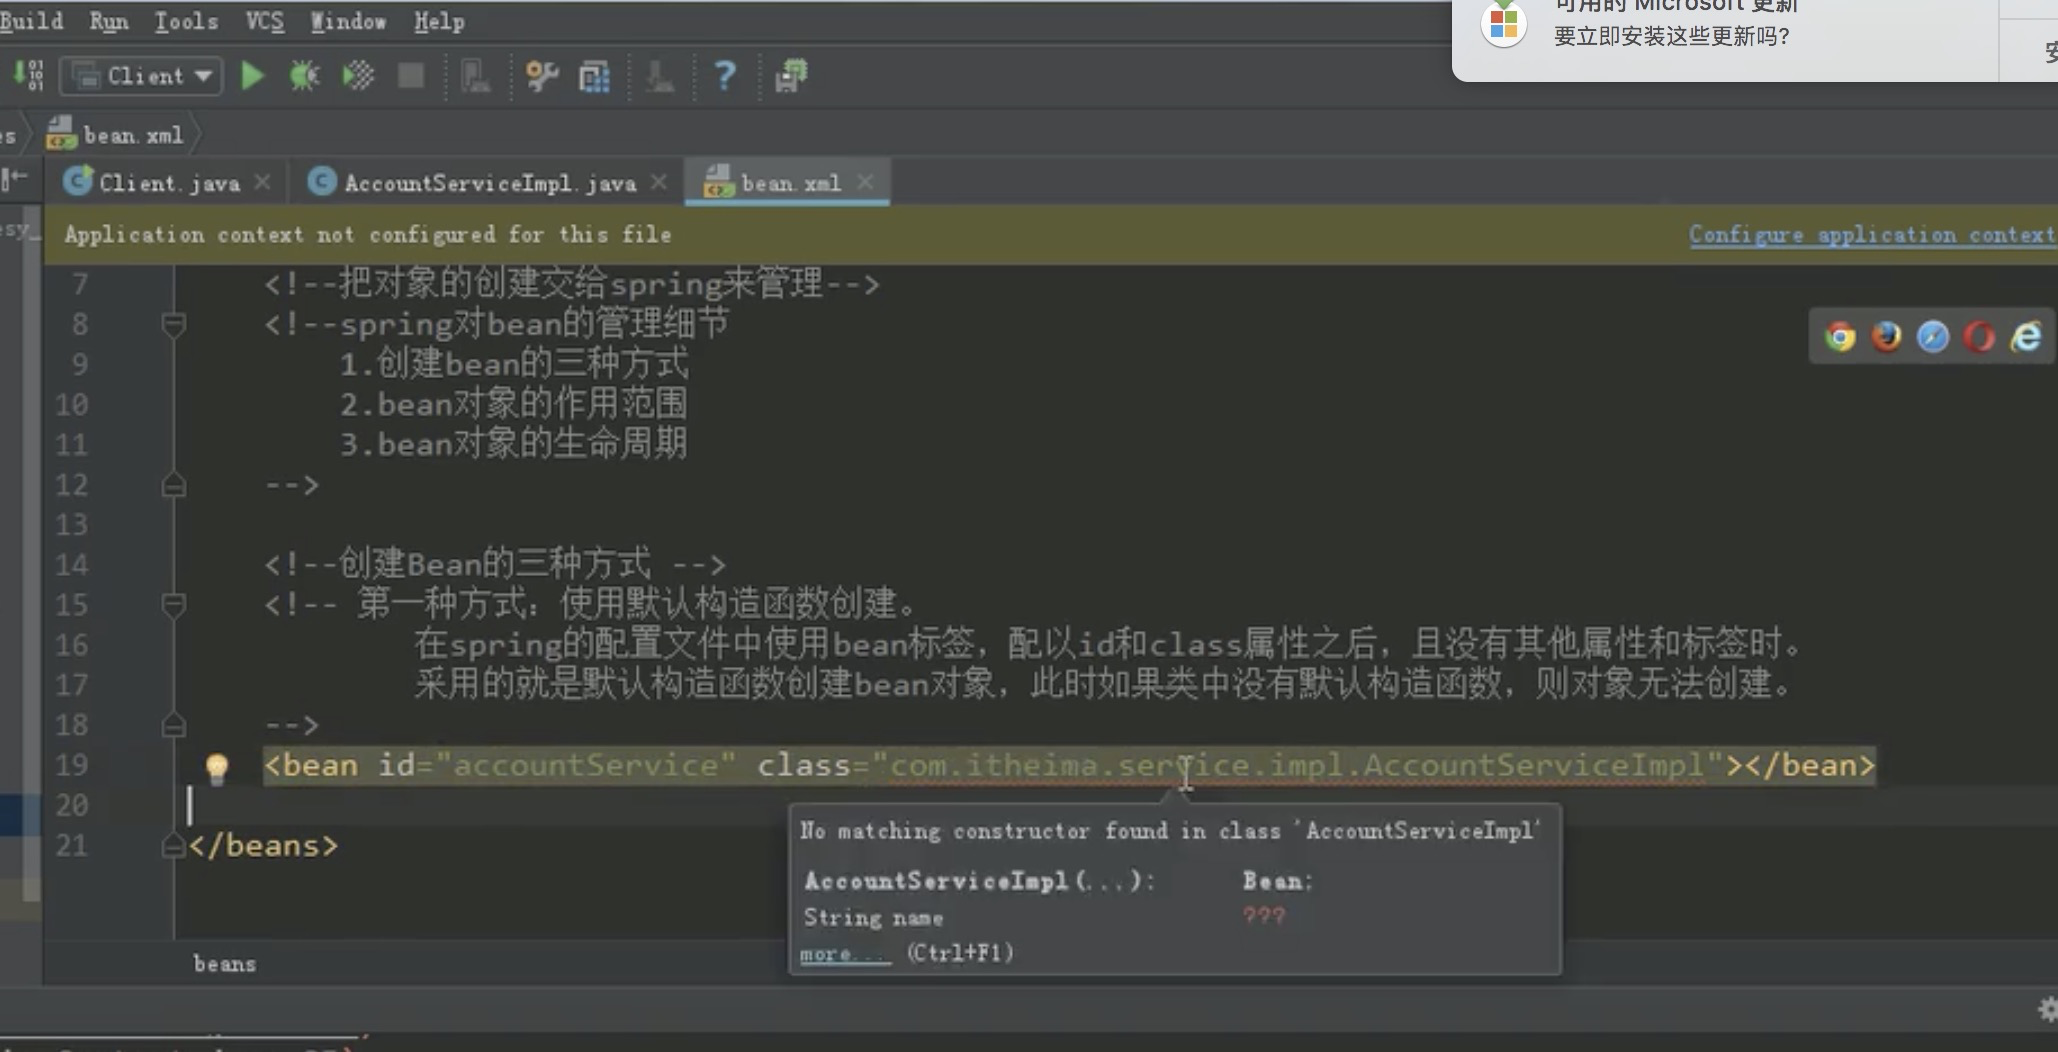 Build Run Tools VCS Window Help
可用的 Microsoft 更新
要立即安装这些更新吗?
Client
bean.xml
Client.java AccountServiceImpl.java bean.xml
Application context not configured for this file Configure application context
7 <!--把对象的创建交给spring来管理-->
8 <!--spring对bean的管理细节
9 1.创建bean的三种方式
10 2.bean对象的作用范围
11 3.bean对象的生命周期
12 -->
13
14 <!--创建Bean的三种方式 -->
15 <!-- 第一种方式：使用默认构造函数创建。
16 在spring的配置文件中使用bean标签，配以id和class属性之后，且没有其他属性和标签时。
17 采用的就是默认构造函数创建bean对象，此时如果类中没有默认构造函数，则对象无法创建。
18 -->
19 <bean id="accountService" class="com.itheima.service.impl.AccountServiceImpl"></bean>
20
21 </beans>
No matching constructor found in class 'AccountServiceImpl'
AccountServiceImpl(...): Bean:
String name ???
more... (Ctrl+F1)
beans